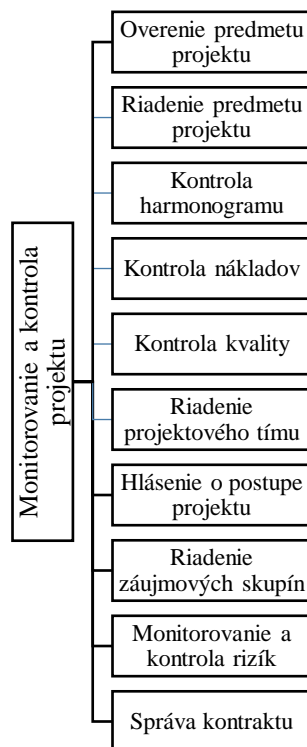 Monitorovanie a kontrola
projektu
Overenie predmetu
projektu
Riadenie predmetu
projektu
Kontrola
harmonogramu
Kontrola nákladov
Kontrola kvality
Riadenie
projektového tímu
Hlásenie o postupe
projektu
Riadenie
záujmových skupín
Monitorovanie a
kontrola rizík
Správa kontraktu